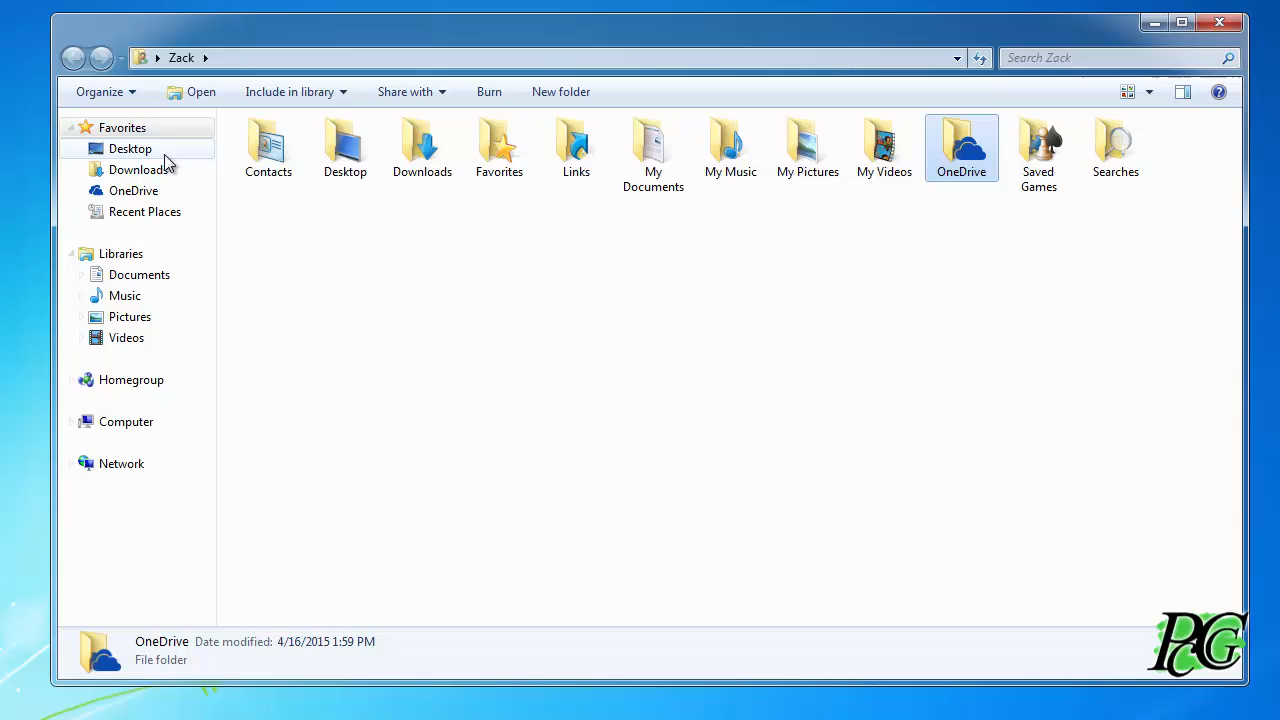 Zack
Search Zack
Organize
Open
Include in library
Share with
Burn
New folder
Favorites
Desktop
Downloads
OneDrive
Recent Places
Libraries
Documents
Music
Pictures
Videos
Homegroup
Computer
Network
Contacts
Desktop
Downloads
Favorites
Links
My
Documents
My Music
My Pictures
My Videos
OneDrive
Saved
Games
Searches
OneDrive Date modified: 4/16/2015 1:59 PM
File folder
PCG